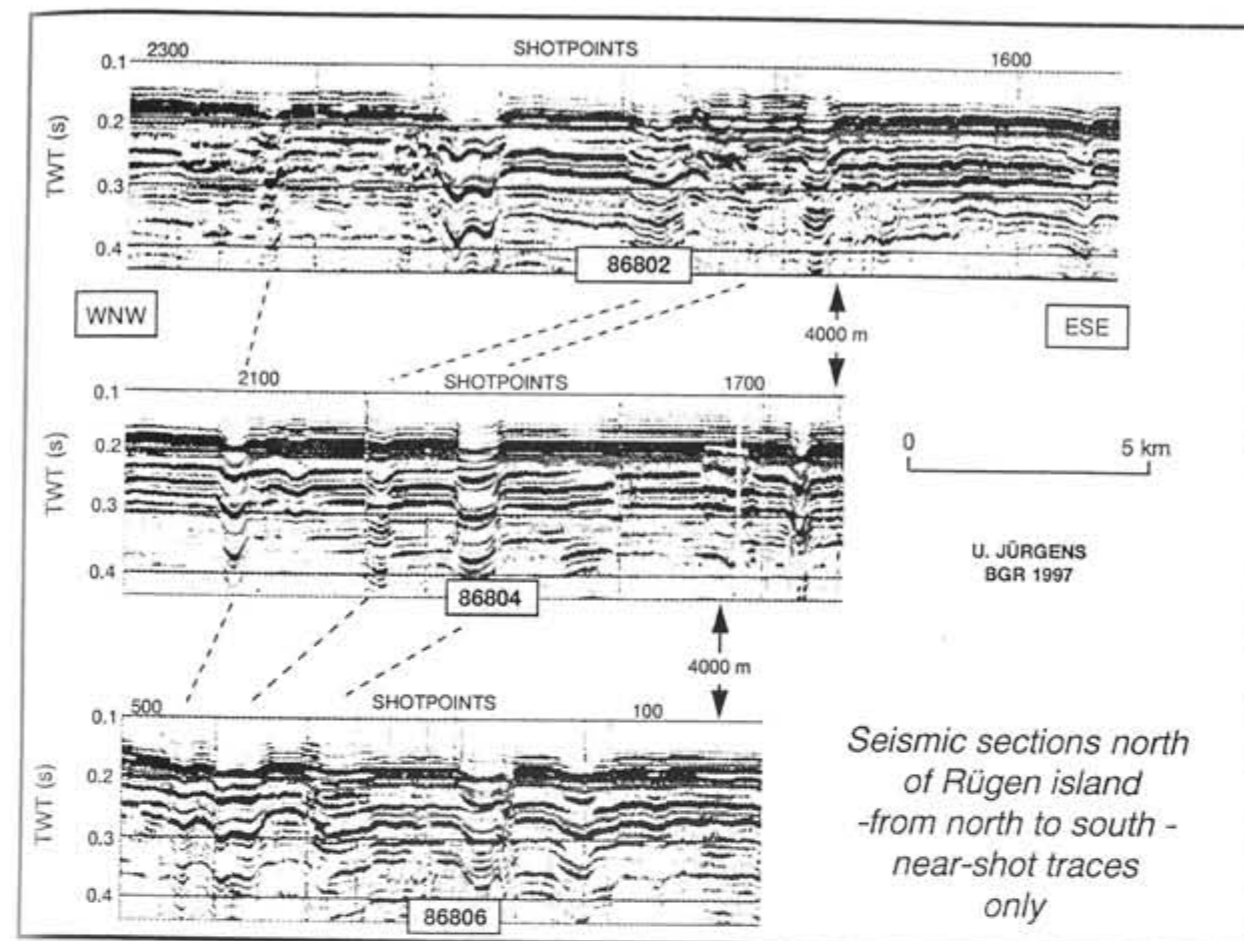 2300 SHOTPOINTS 1600
0.1
0.2
0.3
0.4
TWT (s)
86802
WNW
ESE
4000 m
2100 SHOTPOINTS 1700
0.1
0.2
0.3
0.4
TWT (s)
86804
0 5 km
U. JÜRGENS
BGR 1997
4000 m
500 SHOTPOINTS 100
0.1
0.2
0.3
0.4
TWT (s)
86806
Seismic sections north
of Rügen island
-from north to south -
near-shot traces
only